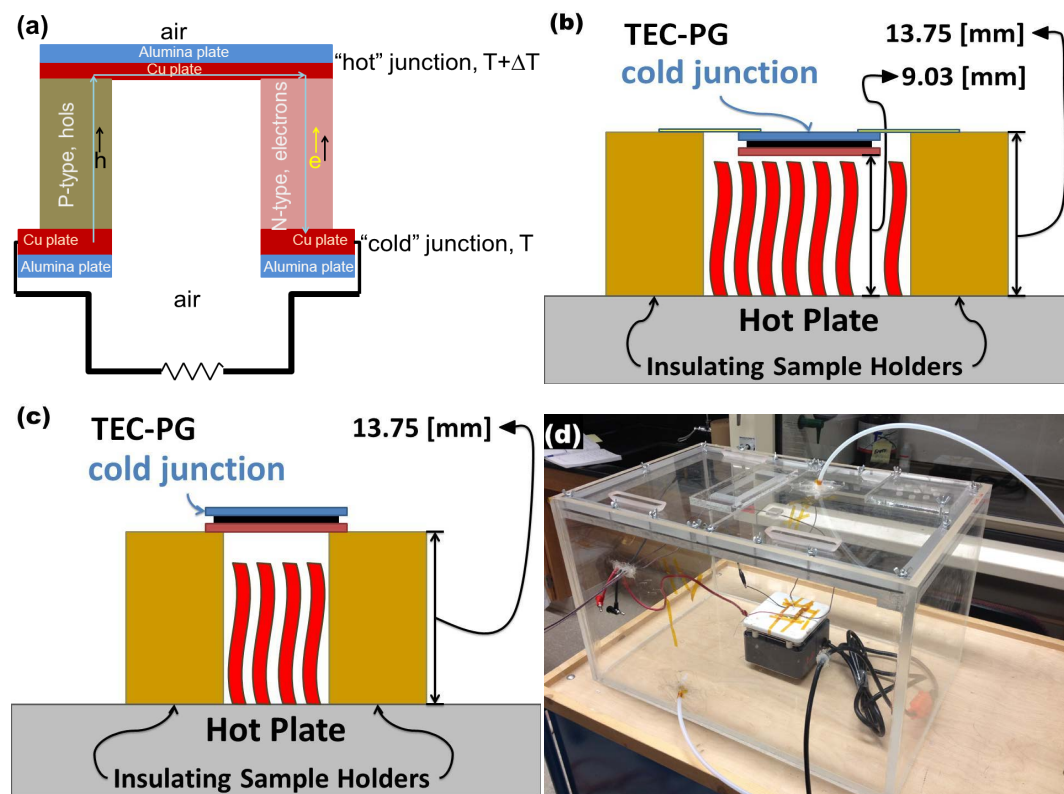 (a)
air
Alumina plate
Cu plate
"hot" junction, T+ΔT
P-type, hols
h
N-type, electrons
e
Cu plate
Cu plate
"cold" junction, T
Alumina plate
Alumina plate
air
(b)
TEC-PG
cold junction
13.75 [mm]
9.03 [mm]
Hot Plate
Insulating Sample Holders
(c)
TEC-PG
cold junction
13.75 [mm]
Hot Plate
Insulating Sample Holders
(d)